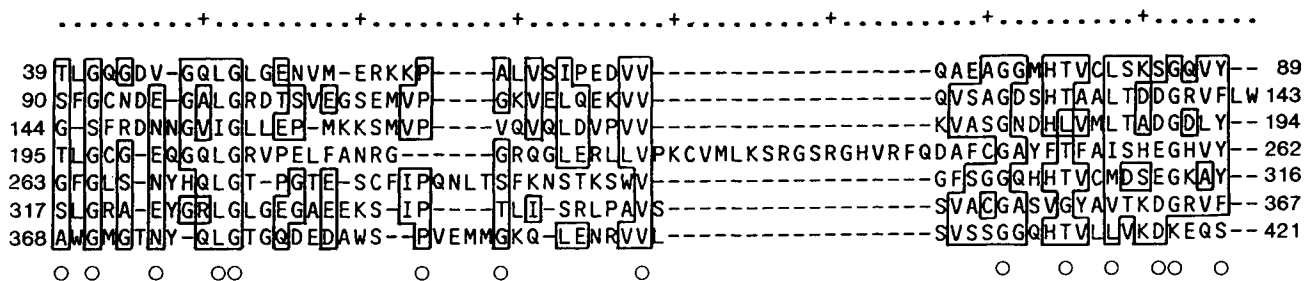 .........+.........+.........+.........+.........+.........+.........+.......
39 TLGQGDV-GQLGLGENVM-ERKKP----ALVSIPEDVV------------------QAEAGGMHTVCLSKSGQVY-- 89
90 SFGCNDE-GALGRDTSVEGSEMVP----GKVELQEKVV------------------QVSAGDSHTAALTDDGRVFLW 143
144 G-SFRDNNGVIGLLEP-MKKSMVP----VQVQLDVPVV------------------KVASGNDHLVMLTADGDLY-- 194
195 TLGCG-EQGQLGRVPELFANRG------GRQGLERLLVPKCVMLKSRGSRGHVRFQDAFCGAYFTFAISHEGHVY-- 262
263 GFGLS-NYHQLGT-PGTE-SCFIPQNLTSFKNSTKSWV------------------GFSGGQHHTVCMDSEGKAY-- 316
317 SLGRA-EYGRLGLGEGAEEKS-IP----TLI-SRLPAVS-----------------SVACGASVGYAVTKDGRVF-- 367
368 AWGMGTNY-QLGTGQDEDAWS--PVEMMGKQ-LENRVVL-----------------SVSSGGQHTVLLVKDKEQS-- 421
○ ○ ○ ○○ ○ ○ ○ ○ ○ ○ ○○ ○